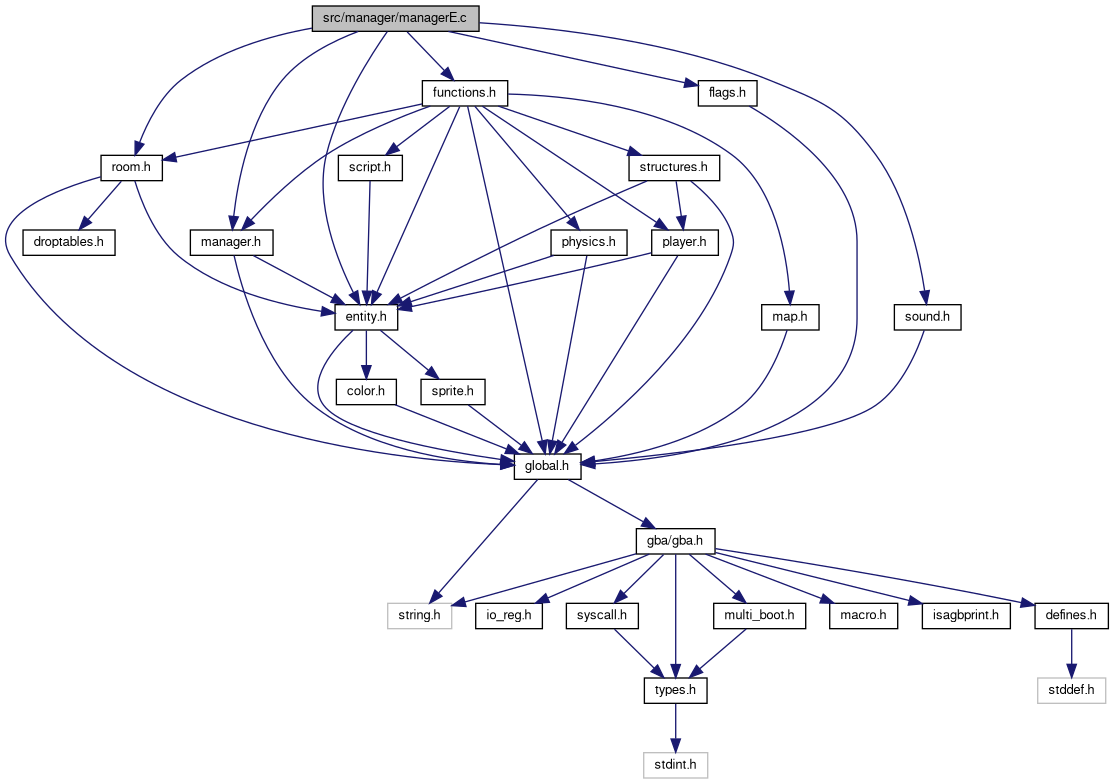 src/manager/managerE.c
functions.h
flags.h
room.h
script.h
structures.h
droptables.h
manager.h
physics.h
player.h
entity.h
map.h
sound.h
color.h
sprite.h
global.h
gba/gba.h
string.h
io_reg.h
syscall.h
multi_boot.h
macro.h
isagbprint.h
defines.h
types.h
stddef.h
stdint.h